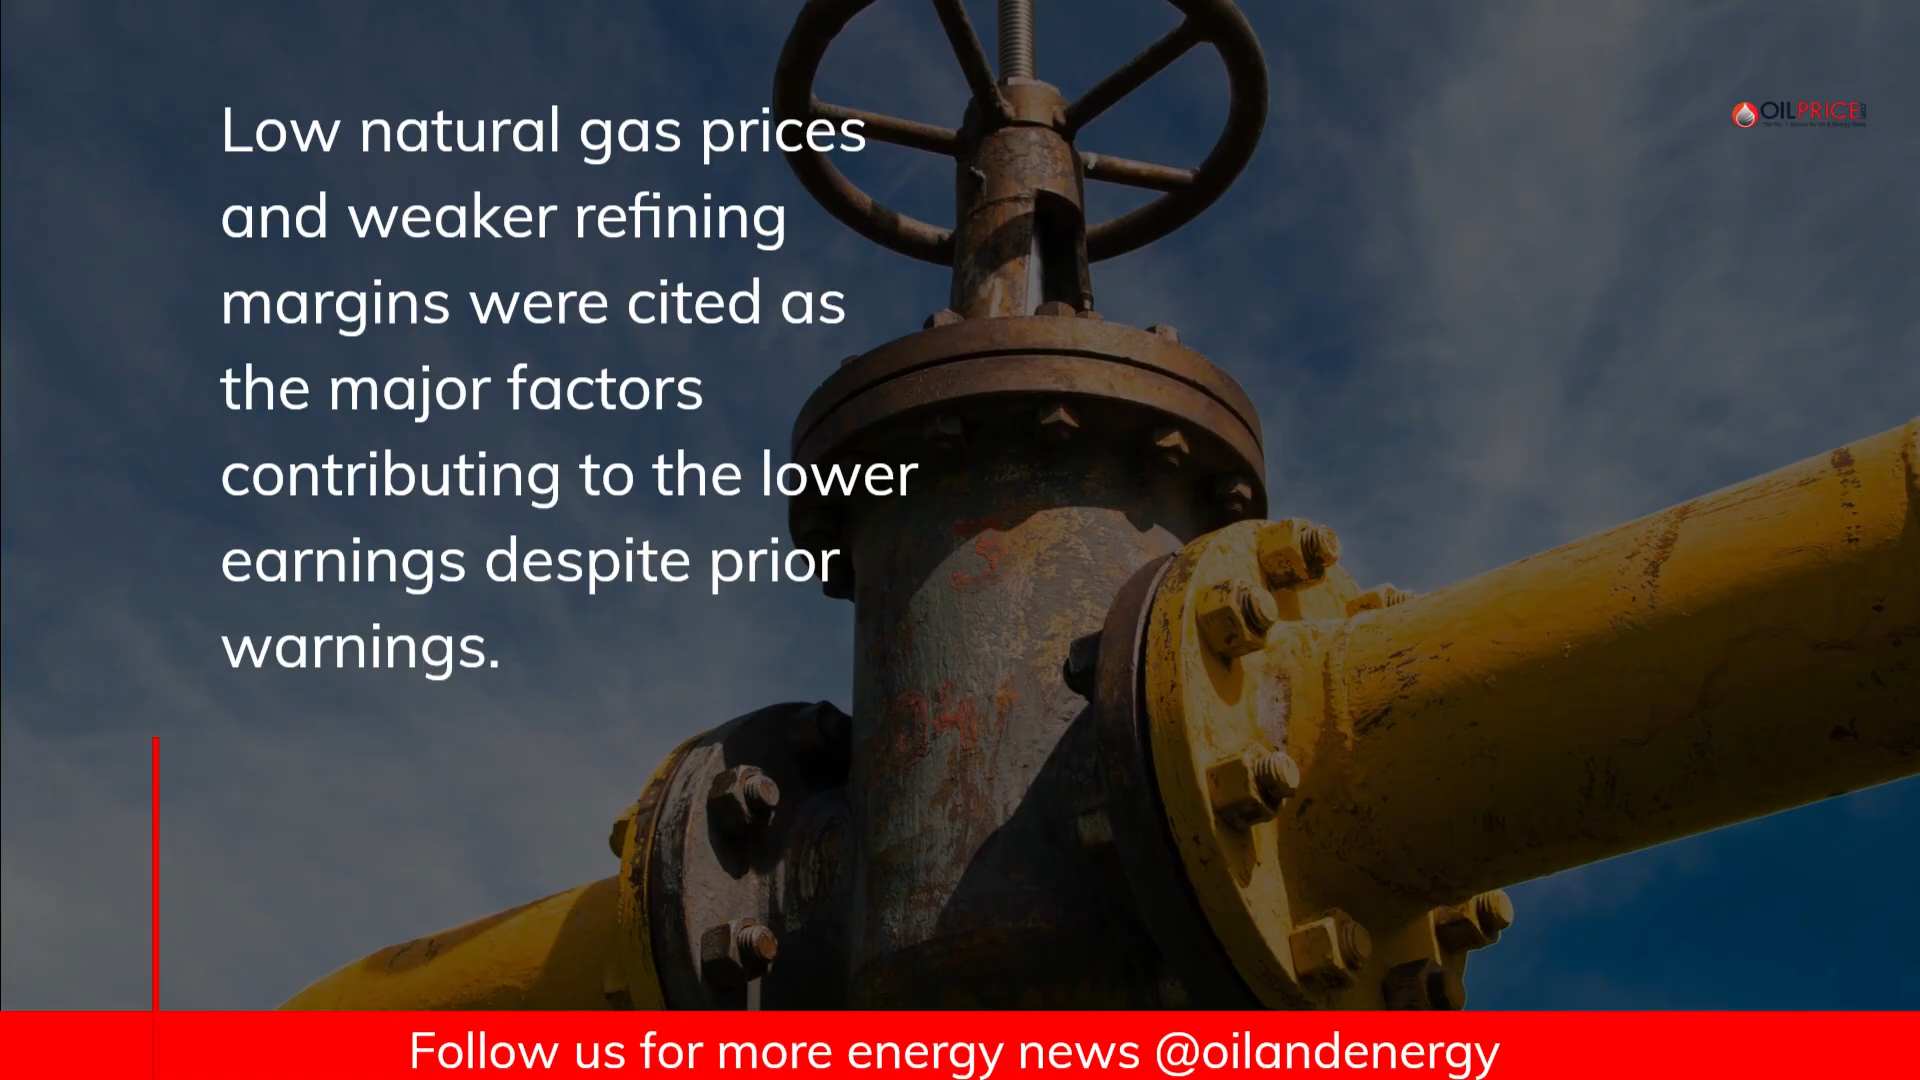 Low natural gas prices
and weaker refining
margins were cited as
the major factors
contributing to the lower
earnings despite prior
warnings.
OILPRICE
Follow us for more energy news @oilandenergy